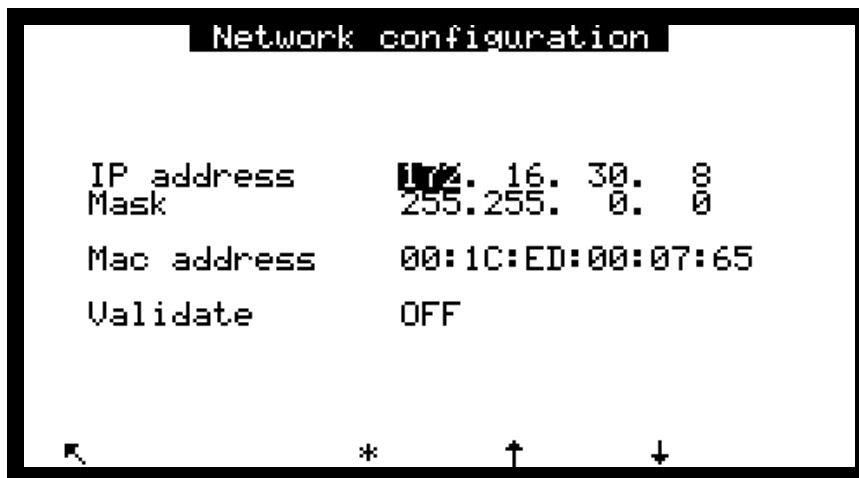 Network configuration
IP address 172. 16. 30. 8
Mask 255.255. 0. 0
Mac address 00:1C:ED:00:07:65
Validate OFF
↖ * ↑ ↓